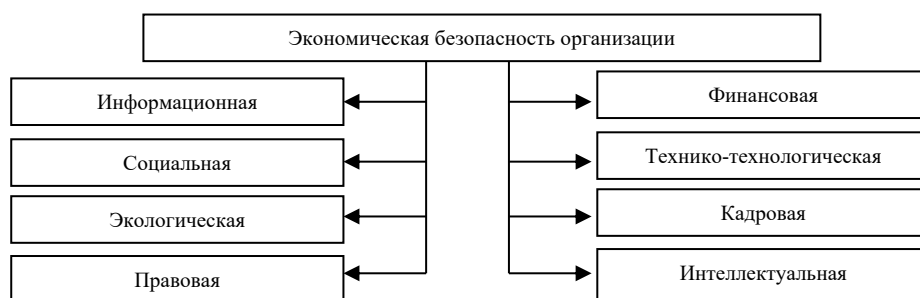 Экономическая безопасность организации
Информационная
Финансовая
Социальная
Технико-технологическая
Экологическая
Кадровая
Правовая
Интеллектуальная